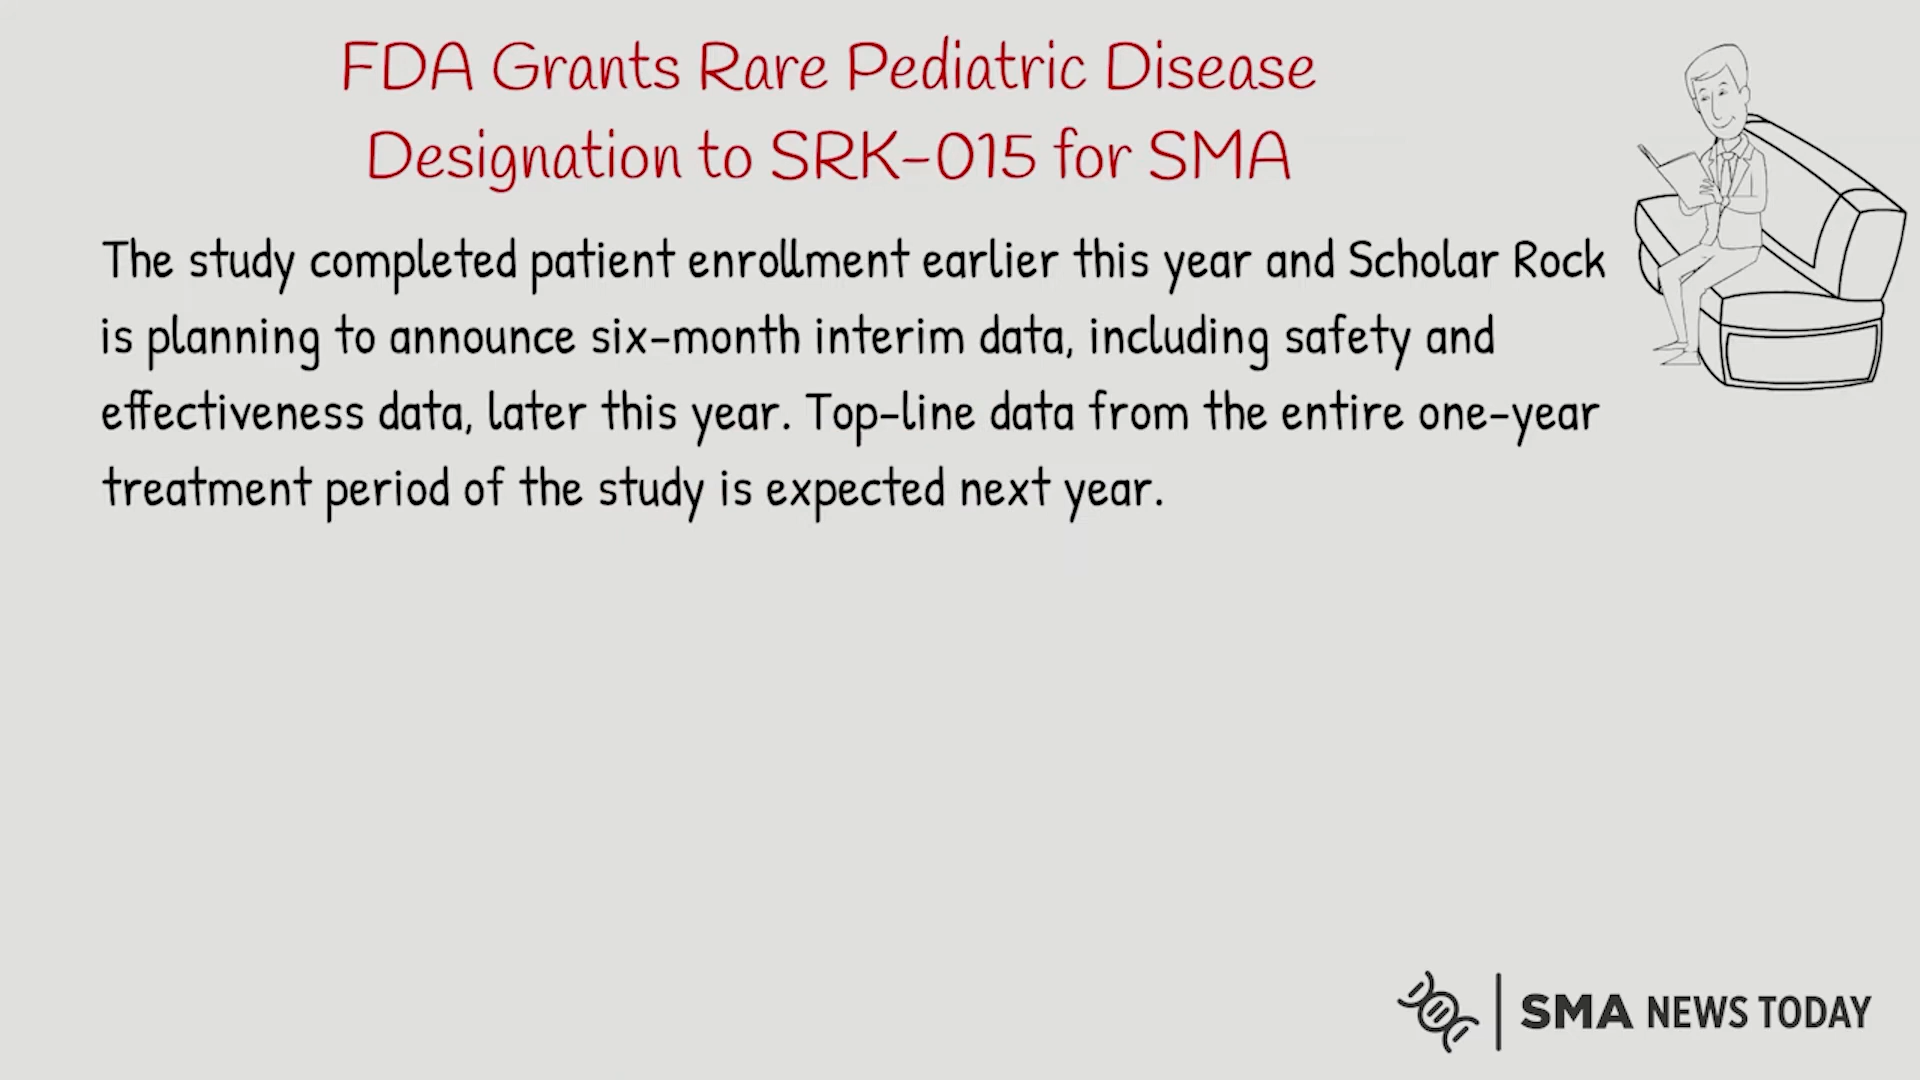 FDA Grants Rare Pediatric Disease
Designation to SRK-015 for SMA
The study completed patient enrollment earlier this year and Scholar Rock
is planning to announce six-month interim data, including safety and
effectiveness data, later this year. Top-line data from the entire one-year
treatment period of the study is expected next year.
SMA NEWS TODAY